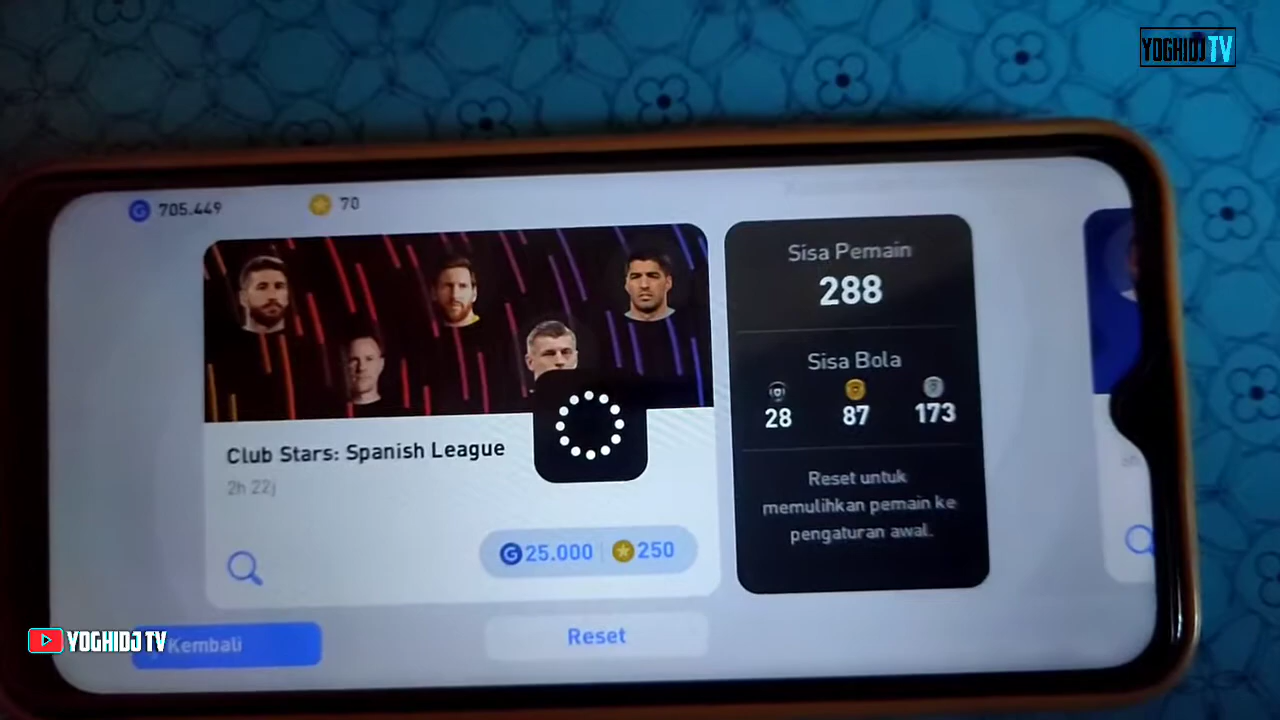 YOGHIDJ TV
705.449
70
Sisa Pemain
288
Sisa Bola
28
87
173
Reset untuk
memulihkan pemain ke
pengaturan awal.
Club Stars: Spanish League
2h 22j
25.000
250
Reset
Kembali
YOGHIDJ TV